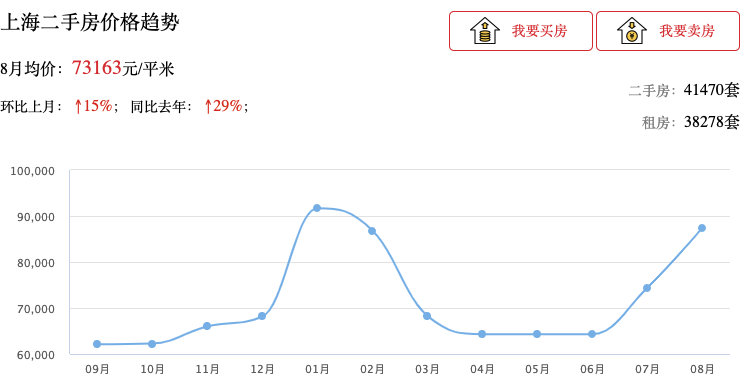 上海二手房价格趋势
我要买房
我要卖房
8月均价：73163元/平米
环比上月：↑15%； 同比去年：↑29%；
二手房：41470套
租房：38278套
100,000
90,000
80,000
70,000
60,000
09月 10月 11月 12月 01月 02月 03月 04月 05月 06月 07月 08月